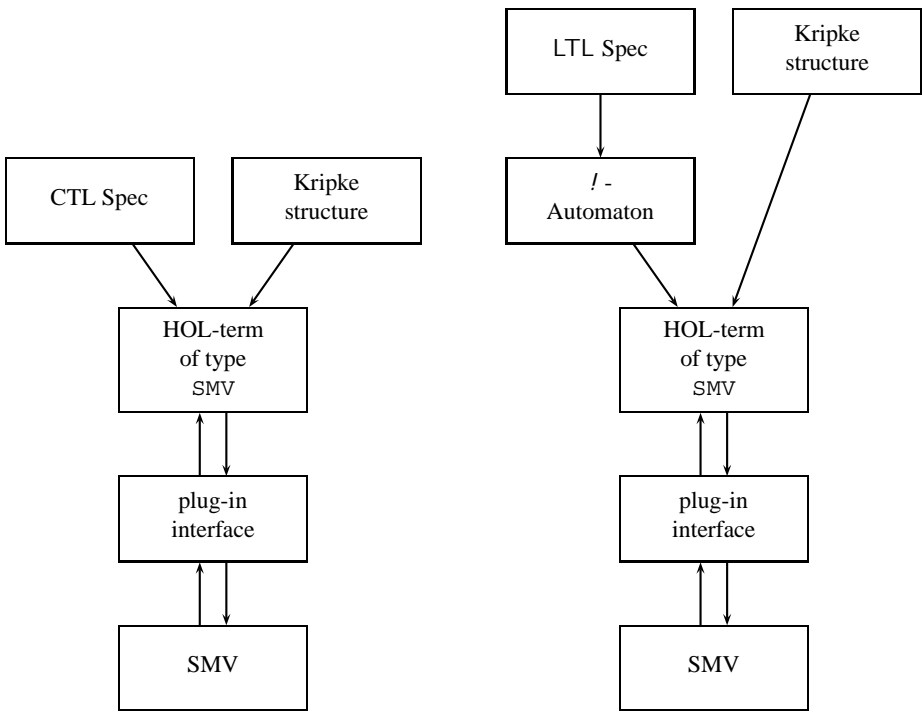 CTL Spec
Kripke
structure
HOL-term
of type
SMV
plug-in
interface
SMV
LTL Spec
Kripke
structure
! -
Automaton
HOL-term
of type
SMV
plug-in
interface
SMV